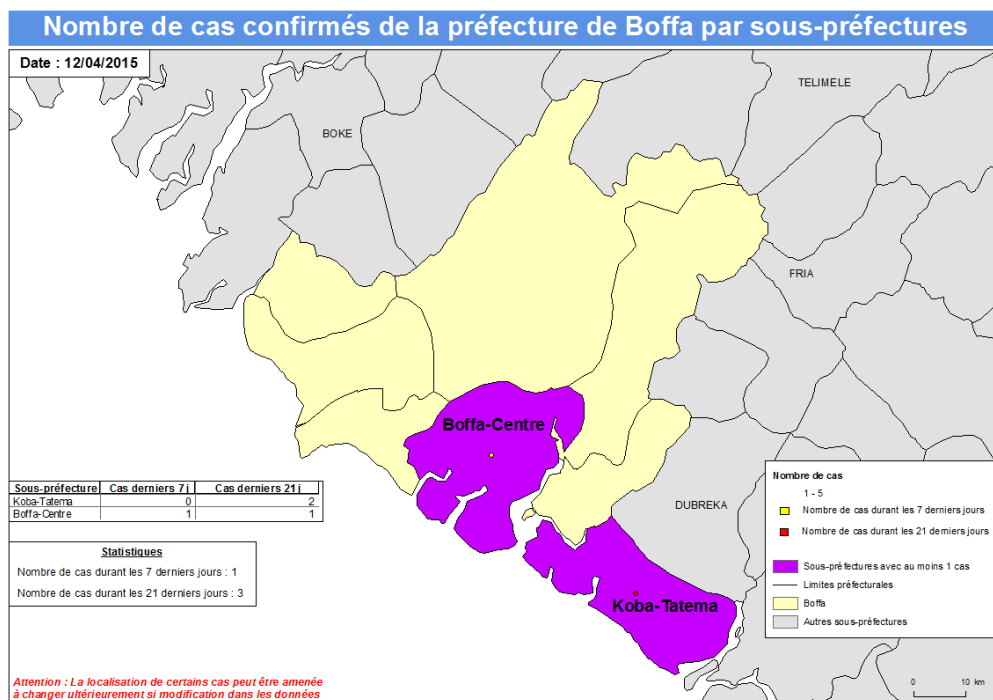 Nombre de cas confirmés de la préfecture de Boffa par sous-préfectures
Date : 12/04/2015
TELIMELE
BOKE
FRIA
Boffa-Centre
DUBREKA
Koba-Tatema
Sous-préfecture Cas derniers 7 j Cas derniers 21 j
Koba-Tatema 0 2
Boffa-Centre 1 1
Statistiques
Nombre de cas durant les 7 derniers jours : 1
Nombre de cas durant les 21 derniers jours : 3
Nombre de cas
1 - 5
Nombre de cas durant les 7 derniers jours
Nombre de cas durant les 21 derniers jours
Sous-préfectures avec au moins 1 cas
Limites préfecturales
Boffa
Autres sous-préfectures
0 10 km
Attention : La localisation de certains cas peut être amenée
à changer ultérieurement si modification dans les données